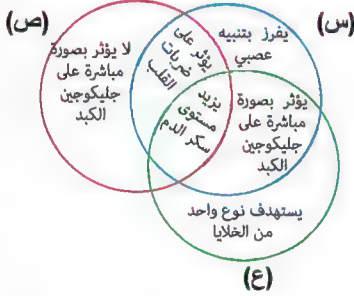 (س)
(ص)
يفرز بتنبيه
عصبي
يؤثر على
ضربات
القلب
لا يؤثر بصورة
مباشرة على
جليكوجين
الكبد
يزيد
مستوى
سكر الدم
يؤثر بصورة
مباشرة على
جليكوجين
الكبد
يستهدف نوع واحد
من الخلايا
(ع)